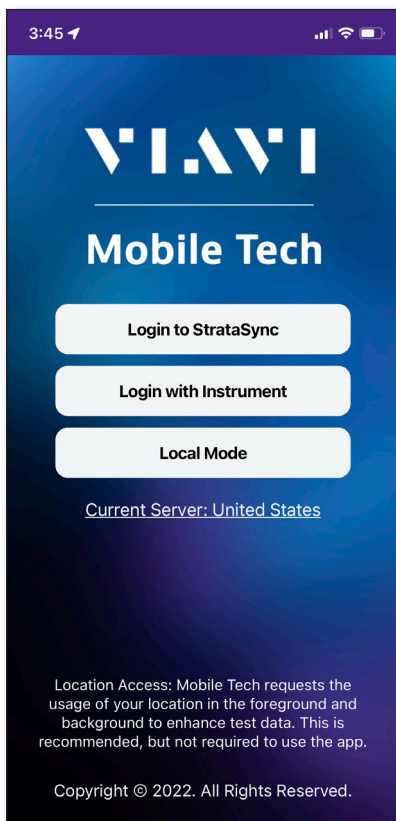 3:45
VIAVI
Mobile Tech
Login to StrataSync
Login with Instrument
Local Mode
Current Server: United States
Location Access: Mobile Tech requests the
usage of your location in the foreground and
background to enhance test data. This is
recommended, but not required to use the app.
Copyright © 2022. All Rights Reserved.